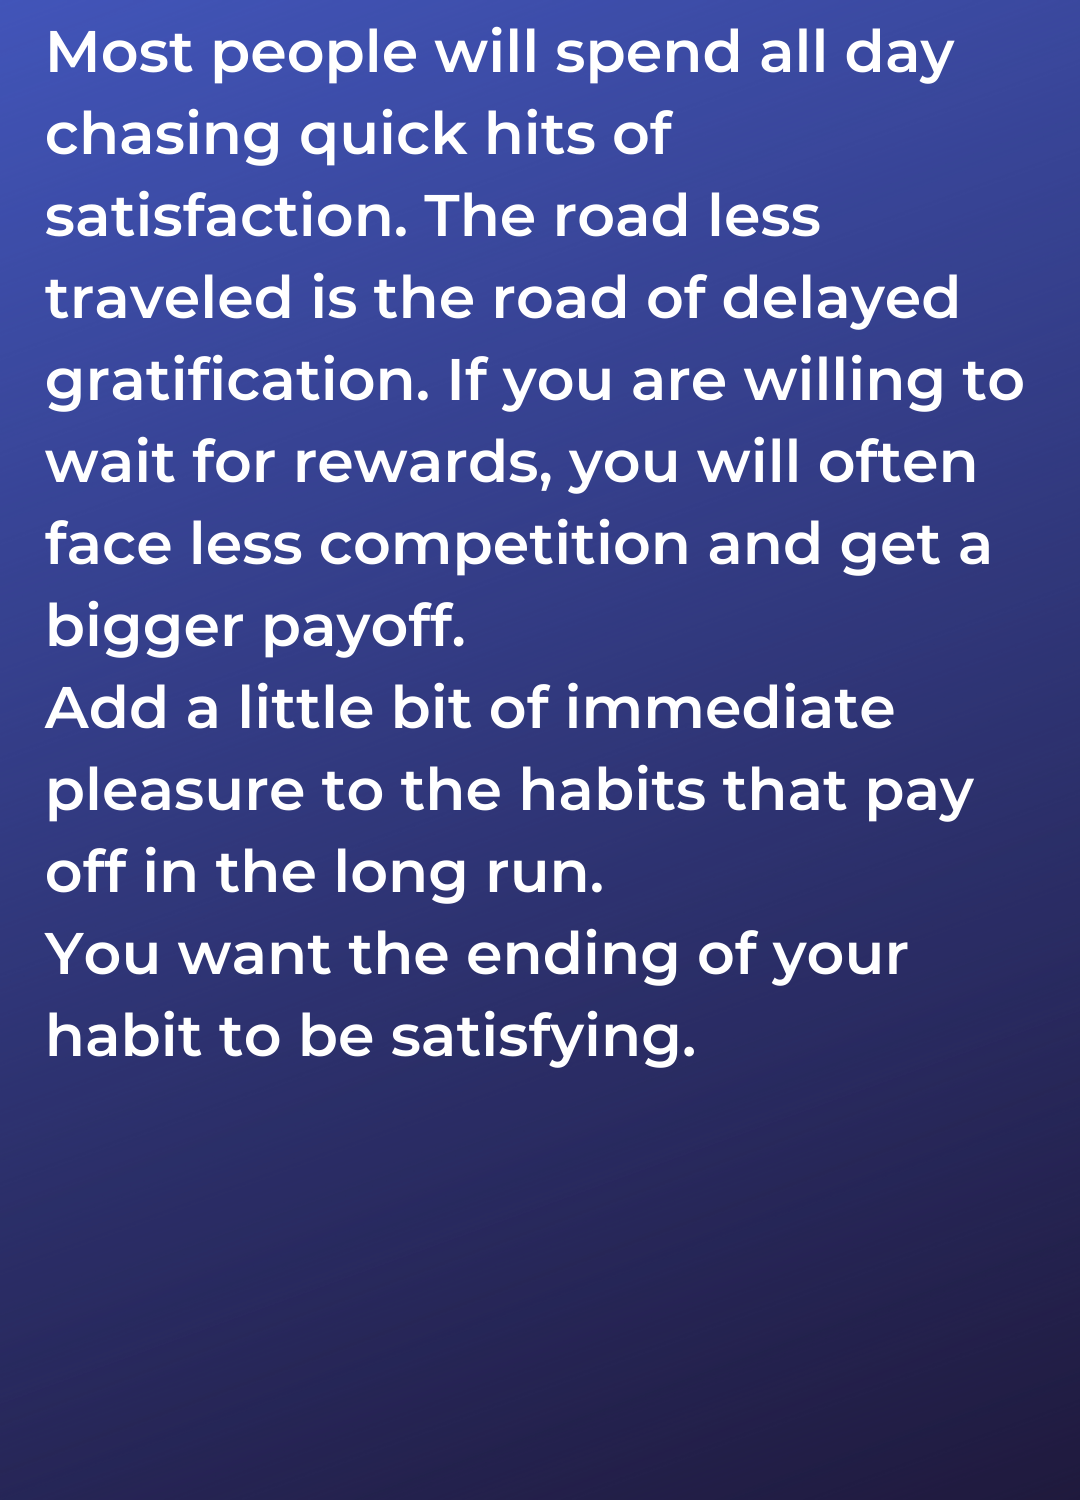 Most people will spend all day
chasing quick hits of
satisfaction. The road less
traveled is the road of delayed
gratification. If you are willing to
wait for rewards, you will often
face less competition and get a
bigger payoff.
Add a little bit of immediate
pleasure to the habits that pay
off in the long run.
You want the ending of your
habit to be satisfying.